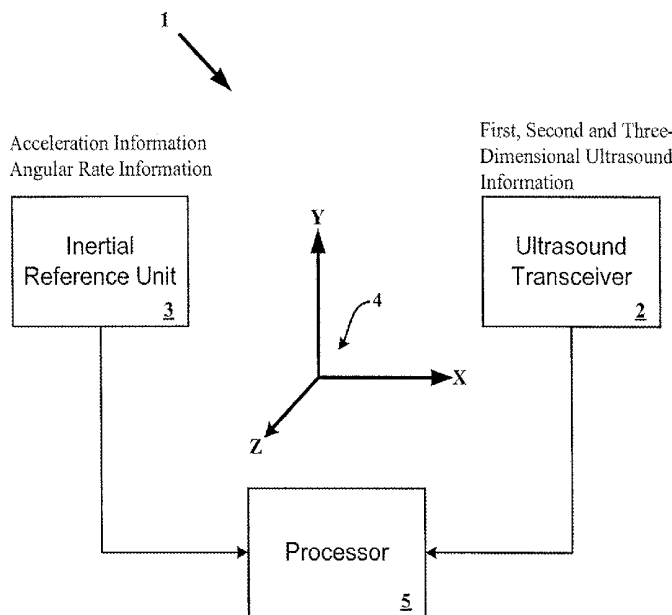 1
Acceleration Information
Angular Rate Information
First, Second and Three-
Dimensional Ultrasound
Information
Inertial
Reference Unit
3
Ultrasound
Transceiver
2
Y
4
X
Z
Processor
5